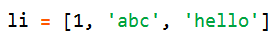 li = [1, 'abc', 'hello']